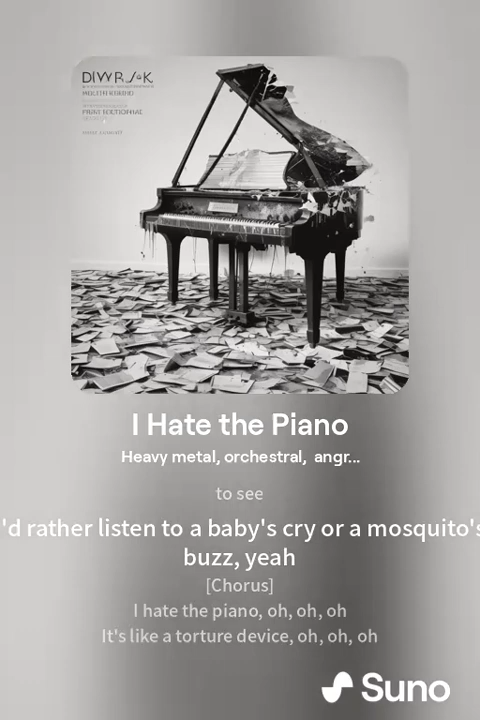 I Hate the Piano
Heavy metal, orchestral, angr...
to see
'd rather listen to a baby's cry or a mosquito's
buzz, yeah
[Chorus]
I hate the piano, oh, oh, oh
It's like a torture device, oh, oh, oh
Suno